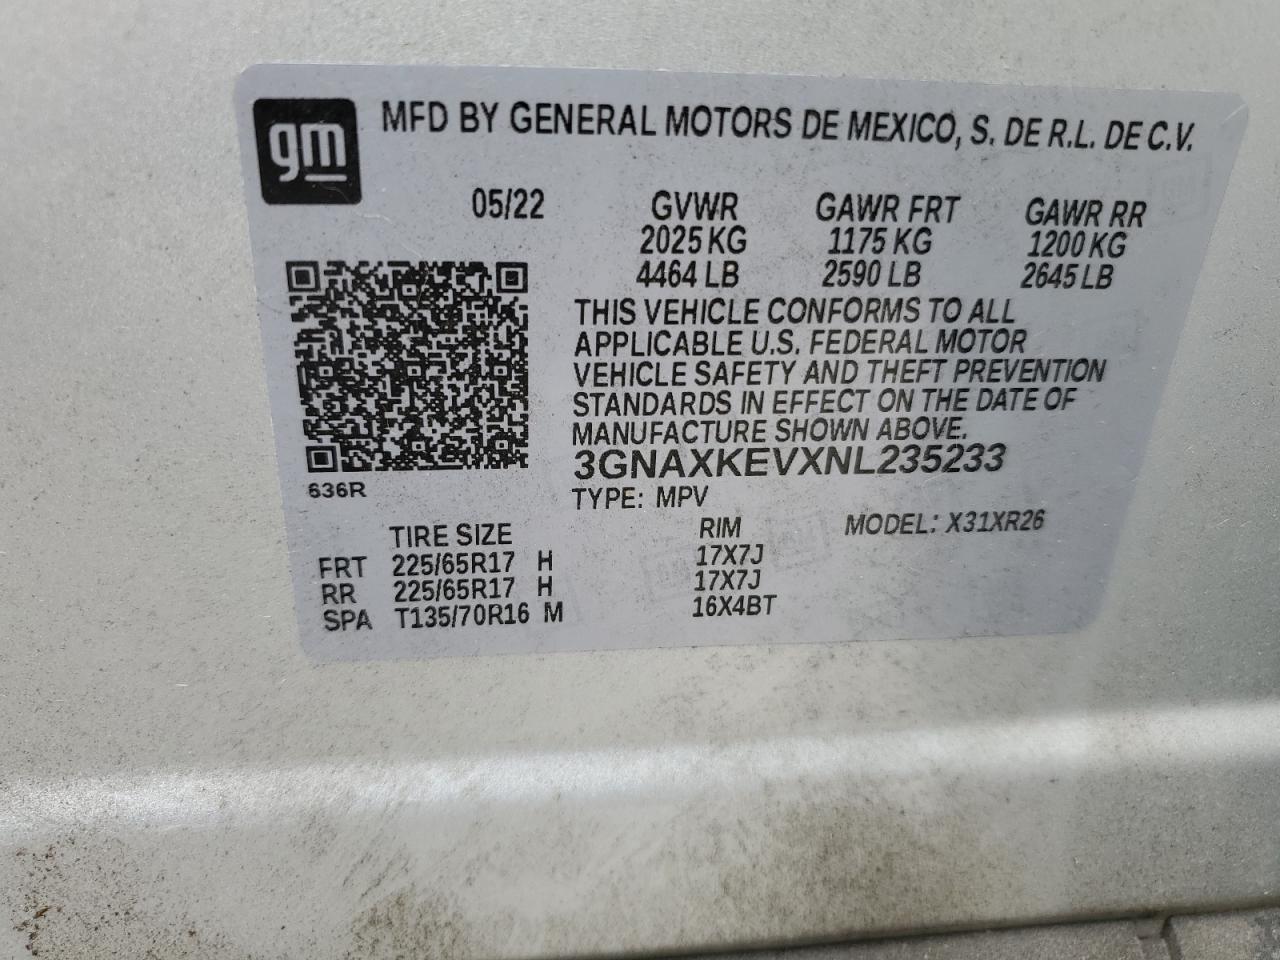 gm
MFD BY GENERAL MOTORS DE MEXICO, S. DE R.L. DE C.V.
05/22 GVWR GAWR FRT GAWR RR
2025 KG 1175 KG 1200 KG
4464 LB 2590 LB 2645 LB
THIS VEHICLE CONFORMS TO ALL
APPLICABLE U.S. FEDERAL MOTOR
VEHICLE SAFETY AND THEFT PREVENTION
STANDARDS IN EFFECT ON THE DATE OF
MANUFACTURE SHOWN ABOVE.
3GNAXKEVXNL235233
636R
TYPE: MPV
TIRE SIZE RIM MODEL: X31XR26
FRT 225/65R17 H 17X7J
RR 225/65R17 H 17X7J
SPA T135/70R16 M 16X4BT